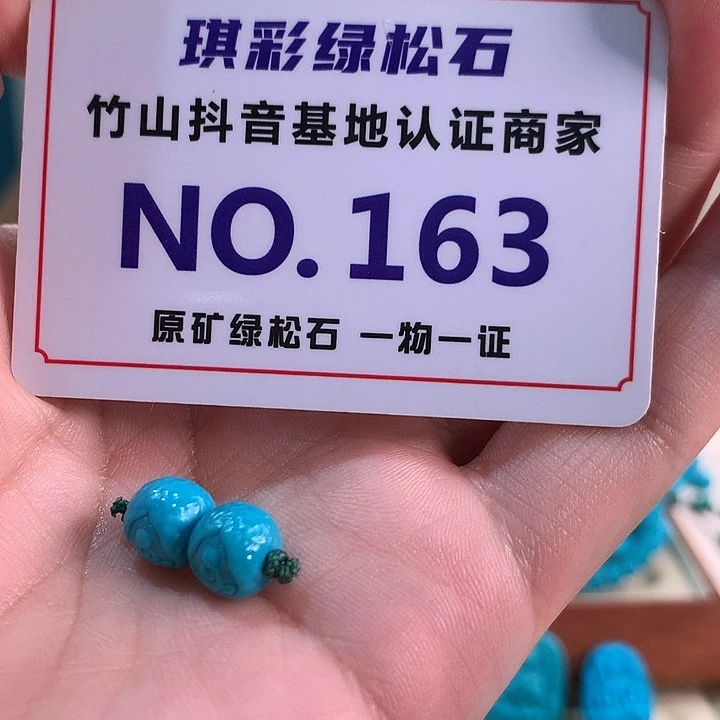 琪彩绿松石
竹山抖音基地认证商家
NO.163
原矿绿松石 一物一证